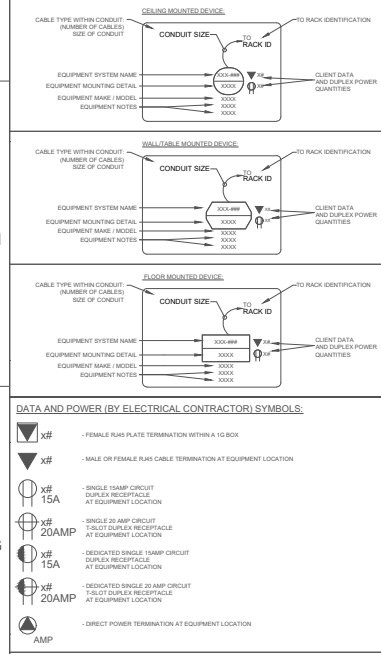 CEILING MOUNTED DEVICE:
CABLE TYPE WITHIN CONDUIT:
(NUMBER OF CABLES)
SIZE OF CONDUIT
CONDUIT SIZE
TO
RACK ID
TO RACK IDENTIFICATION
EQUIPMENT SYSTEM NAME
XXX-###
X#
EQUIPMENT MOUNTING DETAIL
XXXX
X#
CLIENT DATA
AND DUPLEX POWER
QUANTITIES
EQUIPMENT MAKE / MODEL
XXXX
EQUIPMENT NOTES
XXXX
XXXX
WALL/TABLE MOUNTED DEVICE:
CABLE TYPE WITHIN CONDUIT:
(NUMBER OF CABLES)
SIZE OF CONDUIT
CONDUIT SIZE
TO
RACK ID
TO RACK IDENTIFICATION
EQUIPMENT SYSTEM NAME
XXX-###
X#
EQUIPMENT MOUNTING DETAIL
XXXX
X#
CLIENT DATA
AND DUPLEX POWER
QUANTITIES
EQUIPMENT MAKE / MODEL
XXXX
EQUIPMENT NOTES
XXXX
XXXX
FLOOR MOUNTED DEVICE:
CABLE TYPE WITHIN CONDUIT:
(NUMBER OF CABLES)
SIZE OF CONDUIT
CONDUIT SIZE
TO
RACK ID
TO RACK IDENTIFICATION
EQUIPMENT SYSTEM NAME
XXX-###
X#
EQUIPMENT MOUNTING DETAIL
XXXX
X#
CLIENT DATA
AND DUPLEX POWER
QUANTITIES
EQUIPMENT MAKE / MODEL
XXXX
EQUIPMENT NOTES
XXXX
XXXX
DATA AND POWER (BY ELECTRICAL CONTRACTOR) SYMBOLS:
x#
- FEMALE RJ45 PLATE TERMINATION WITHIN A 1G BOX
x#
- MALE OR FEMALE RJ45 CABLE TERMINATION AT EQUIPMENT LOCATION
x#
15A
- SINGLE 15AMP CIRCUIT
DUPLEX RECEPTACLE
AT EQUIPMENT LOCATION
x#
20AMP
- SINGLE 20 AMP CIRCUIT
T-SLOT DUPLEX RECEPTACLE
AT EQUIPMENT LOCATION
x#
15A
- DEDICATED SINGLE 15AMP CIRCUIT
DUPLEX RECEPTACLE
AT EQUIPMENT LOCATION
x#
20AMP
- DEDICATED SINGLE 20 AMP CIRCUIT
T-SLOT DUPLEX RECEPTACLE
AT EQUIPMENT LOCATION
AMP
- DIRECT POWER TERMINATION AT EQUIPMENT LOCATION